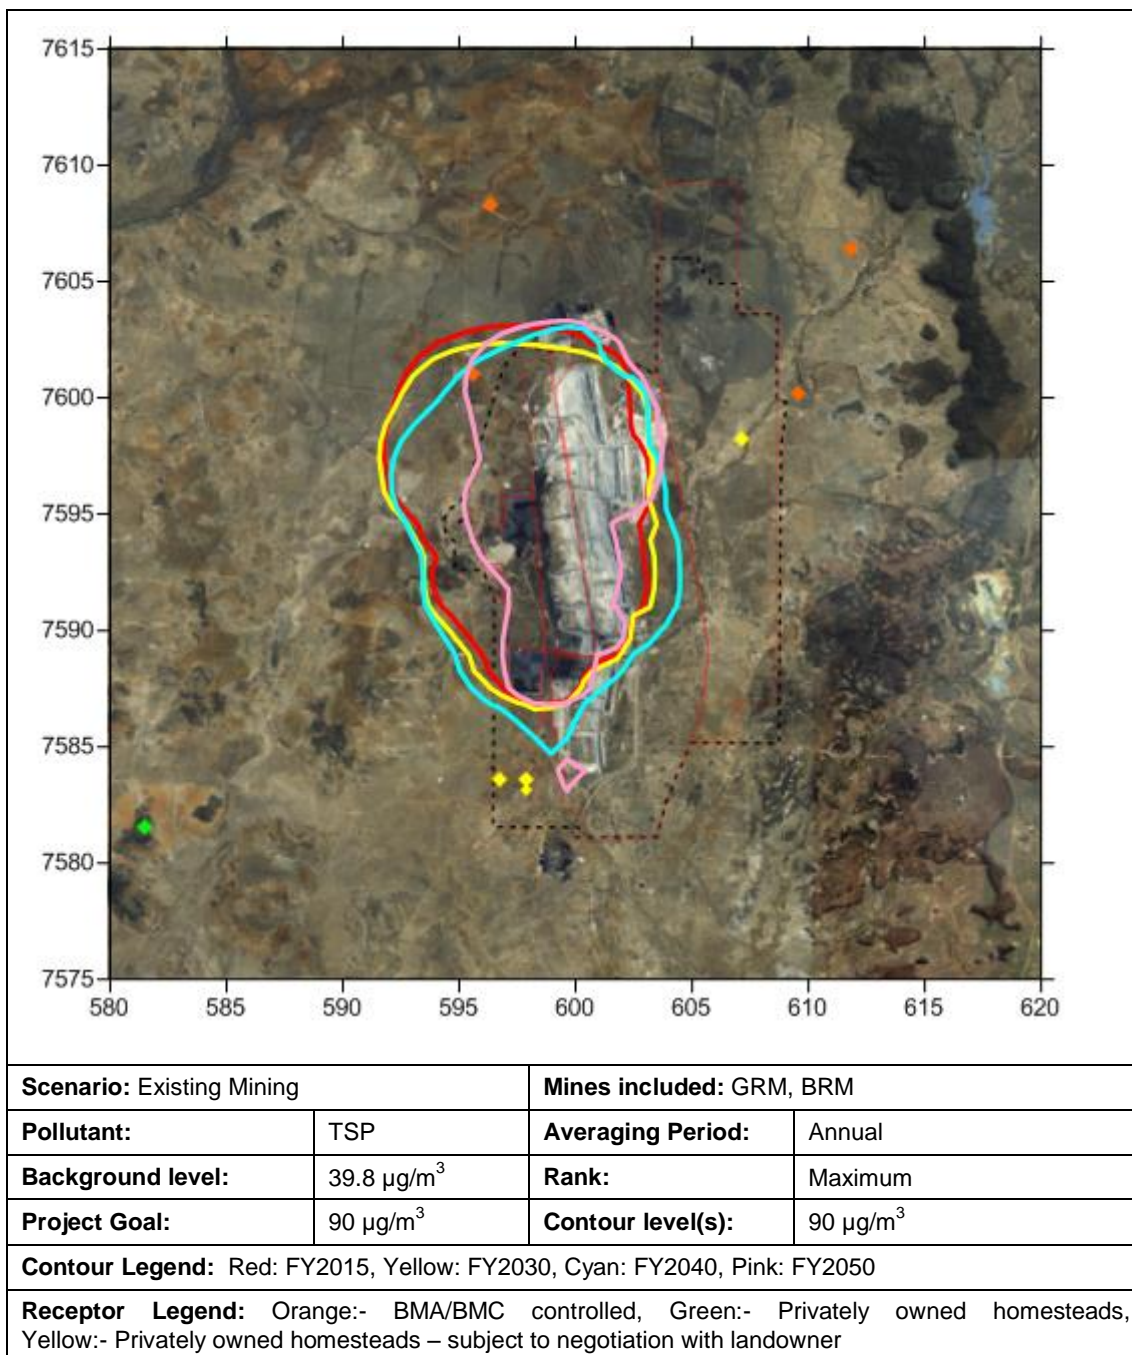 7615
7610
7605
7600
7595
7590
7585
7580
7575
580 585 590 595 600 605 610 615 620
Scenario: Existing Mining Mines included: GRM, BRM
Pollutant: TSP Averaging Period: Annual
Background level: 39.8 µg/m³ Rank: Maximum
Project Goal: 90 µg/m³ Contour level(s): 90 µg/m³
Contour Legend: Red: FY2015, Yellow: FY2030, Cyan: FY2040, Pink: FY2050
Receptor Legend: Orange:- BMA/BMC controlled, Green:- Privately owned homesteads,
Yellow:- Privately owned homesteads – subject to negotiation with landowner